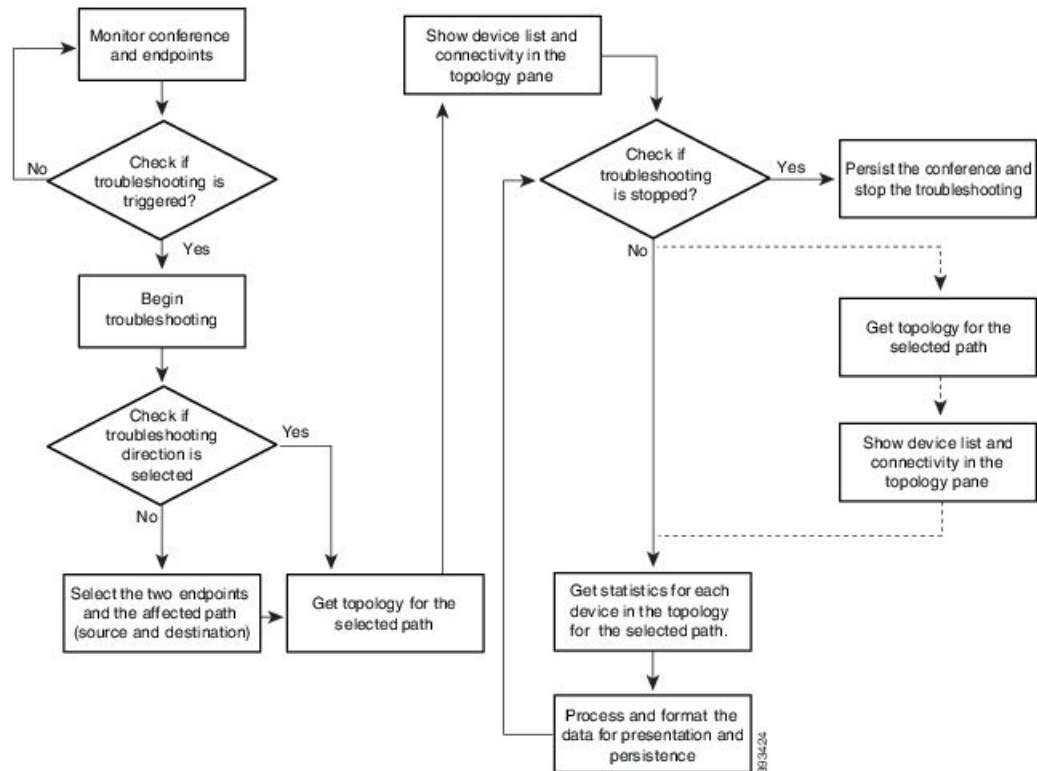 Monitor conference
and endpoints
No
Check if
troubleshooting is
triggered?
Yes
Begin
troubleshooting
Check if
troubleshooting
direction is
selected
Yes
No
Select the two endpoints
and the affected path
(source and destination)
Get topology for the
selected path
Show device list and
connectivity in the
topology pane
Check if
troubleshooting
is stopped?
Yes
Persist the conference and
stop the troubleshooting
No
Get topology for the
selected path
Show device list and
connectivity in the
topology pane
Get statistics for each
device in the topology
for the selected path.
Process and format the
data for presentation and
persistence
393424